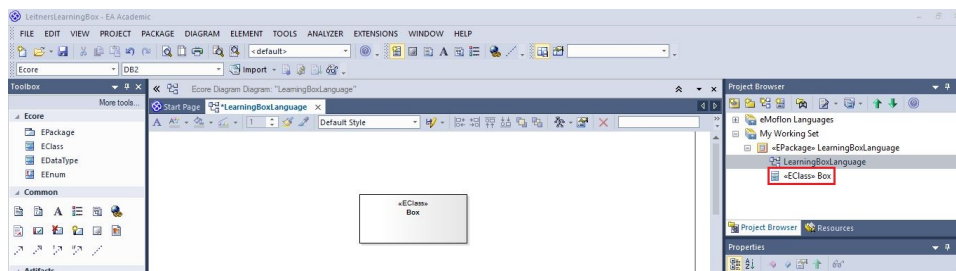 LeitnersLearningBox - EA Academic
FILE EDIT VIEW PROJECT PACKAGE DIAGRAM ELEMENT TOOLS ANALYZER EXTENSIONS WINDOW HELP
<default>
Ecore DB2 Import
Toolbox
More tools...
Ecore
EPackage
EClass
EDataType
EEnum
Common
Artifacts
Ecore Diagram Diagram: "LearningBoxLanguage"
Start Page *LearningBoxLanguage
1 Default Style
«EClass»
Box
Project Browser
eMoflon Languages
My Working Set
«EPackage» LearningBoxLanguage
LearningBoxLanguage
«EClass» Box
Project Browser Resources
Properties